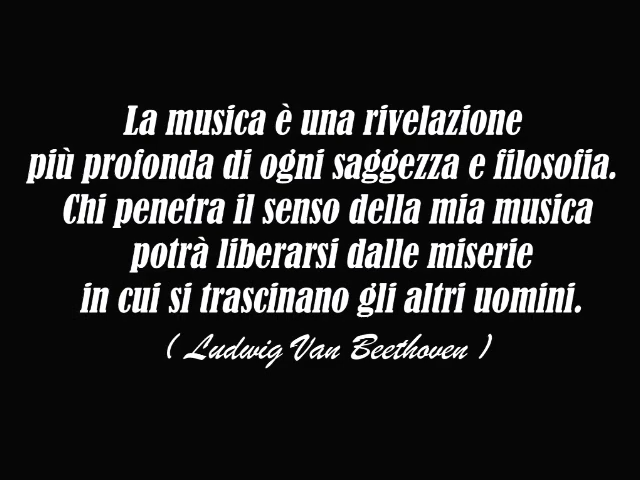 La musica è una rivelazione
più profonda di ogni saggezza e filosofia.
Chi penetra il senso della mia musica
potrà liberarsi dalle miserie
in cui si trascinano gli altri uomini.
( Ludwig Van Beethoven )